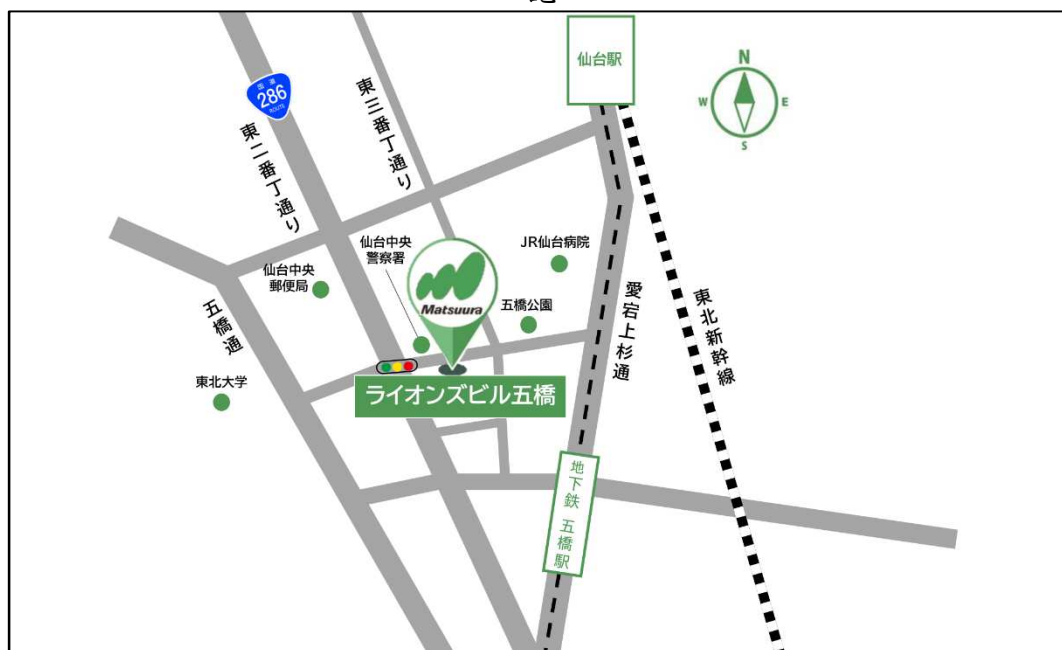 仙台駅
N
W
E
S
国道
286
ROUTE
東二番丁通り
東三番丁通り
仙台中央
警察署
JR仙台病院
仙台中央
郵便局
Matsuura
五橋公園
愛宕上杉通
東北新幹線
五橋通
東北大学
ライオンズビル五橋
地下鉄 五橋駅